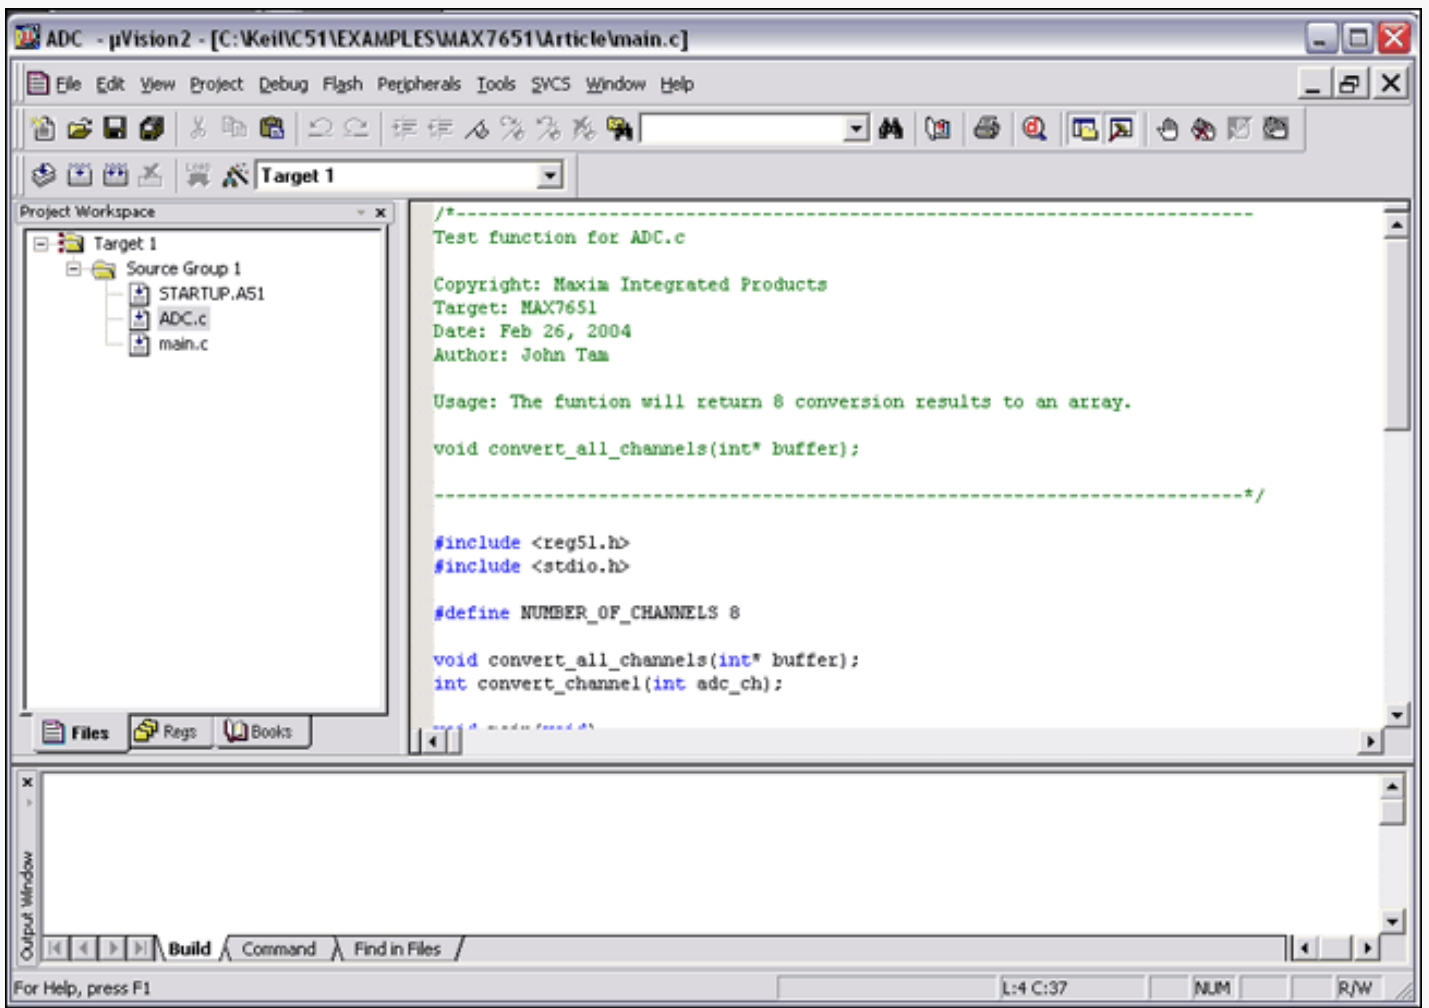 ADC - µVision2 - [C:\Keil\C51\EXAMPLES\MAX7651\Article\main.c]
File Edit View Project Debug Flash Peripherals Tools SVCS Window Help
Target 1
Project Workspace
Target 1
Source Group 1
STARTUP.A51
ADC.c
main.c
Files Regs Books
/*-------------------------------------------------------------------------
Test function for ADC.c
Copyright: Maxim Integrated Products
Target: MAX7651
Date: Feb 26, 2004
Author: John Tam
Usage: The funtion will return 8 conversion results to an array.
void convert_all_channels(int* buffer);
--------------------------------------------------------------------------*/
#include <reg51.h>
#include <stdio.h>
#define NUMBER_OF_CHANNELS 8
void convert_all_channels(int* buffer);
int convert_channel(int adc_ch);
void main(void)
Output Window
Build Command Find in Files
For Help, press F1
L:4 C:37 NUM R/W